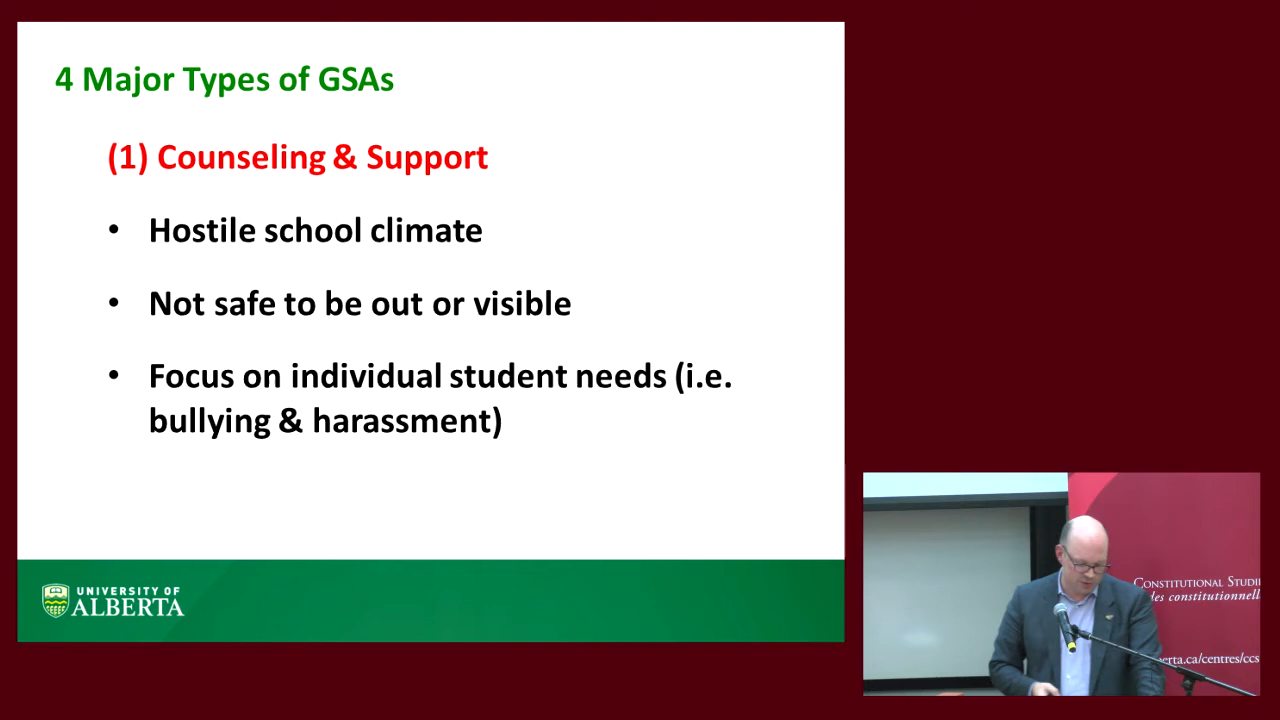 4 Major Types of GSAs
(1) Counseling & Support
• Hostile school climate
• Not safe to be out or visible
• Focus on individual student needs (i.e.
bullying & harassment)
UNIVERSITY OF
ALBERTA
CONSTITUTIONAL STUDI
des constitutionnell
erta.ca/centres/ccs